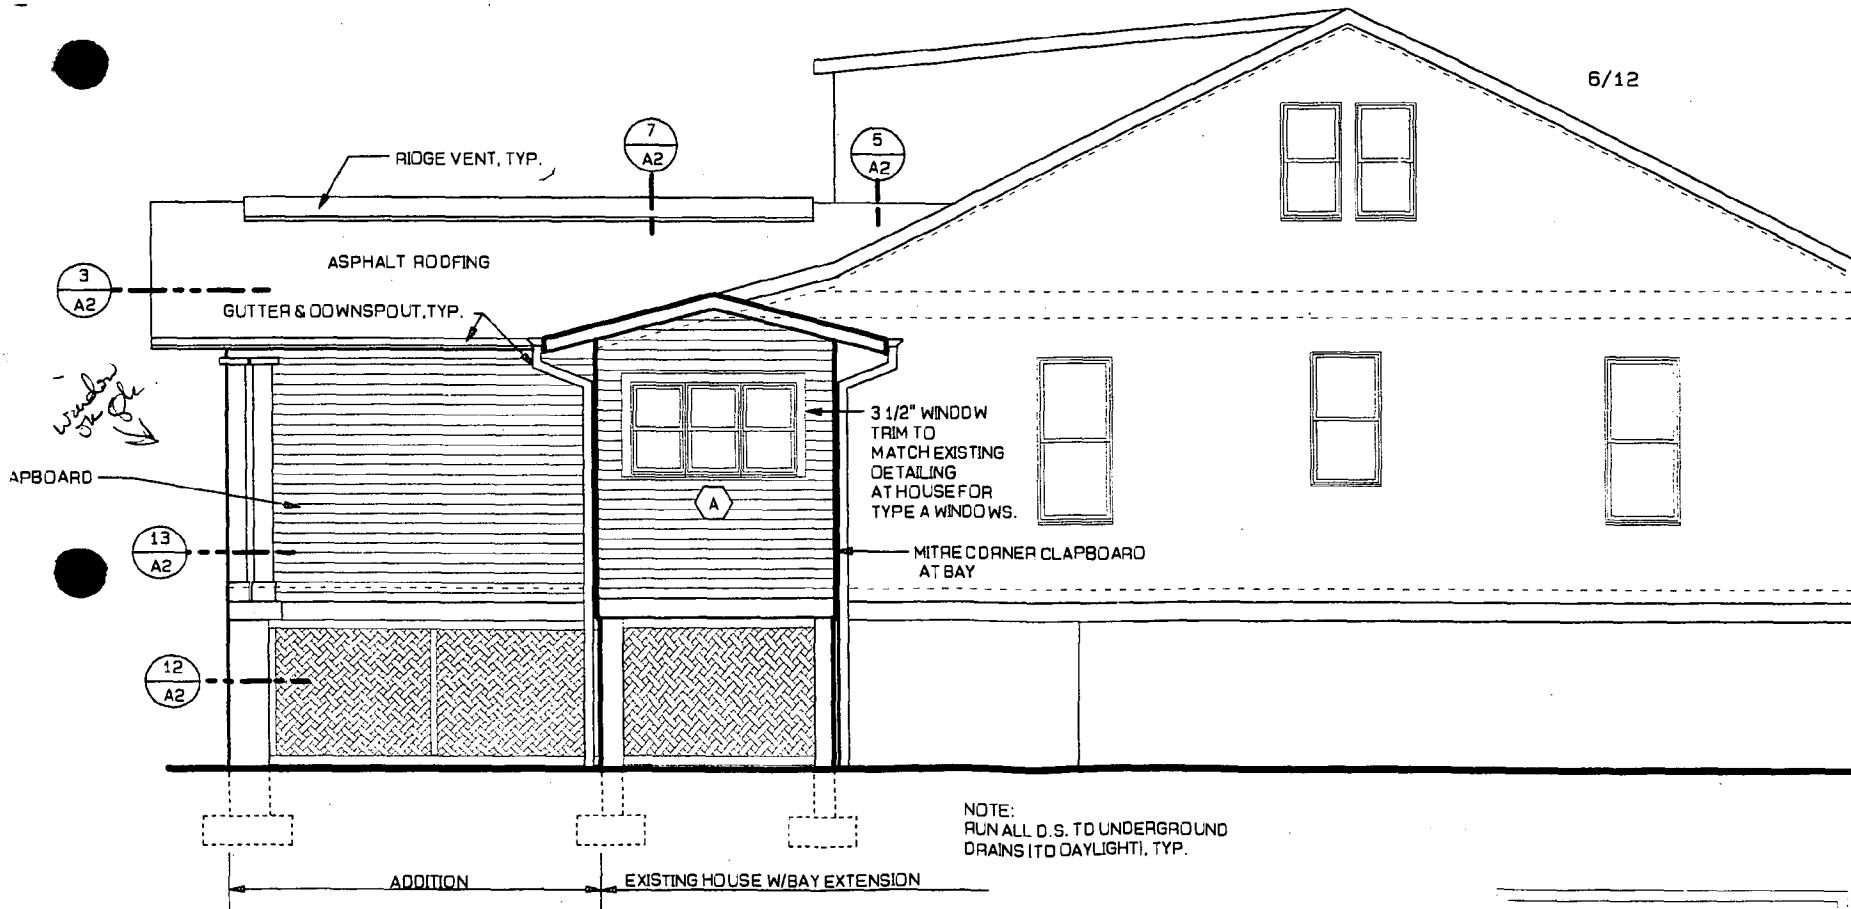 6/12
7
A2
5
A2
RIDGE VENT, TYP.
ASPHALT ROOFING
3
A2
GUTTER & DOWNSPOUT, TYP.
window
APBOARD
3 1/2" WINDOW
TRIM TO
MATCH EXISTING
DETAILING
AT HOUSE FOR
TYPE A WINDOWS.
A
13
A2
MITRE CORNER CLAPBOARD
AT BAY
12
A2
NOTE:
RUN ALL D.S. TO UNDERGROUND
DRAINS (TO DAYLIGHT), TYP.
ADDITION
EXISTING HOUSE W/BAY EXTENSION